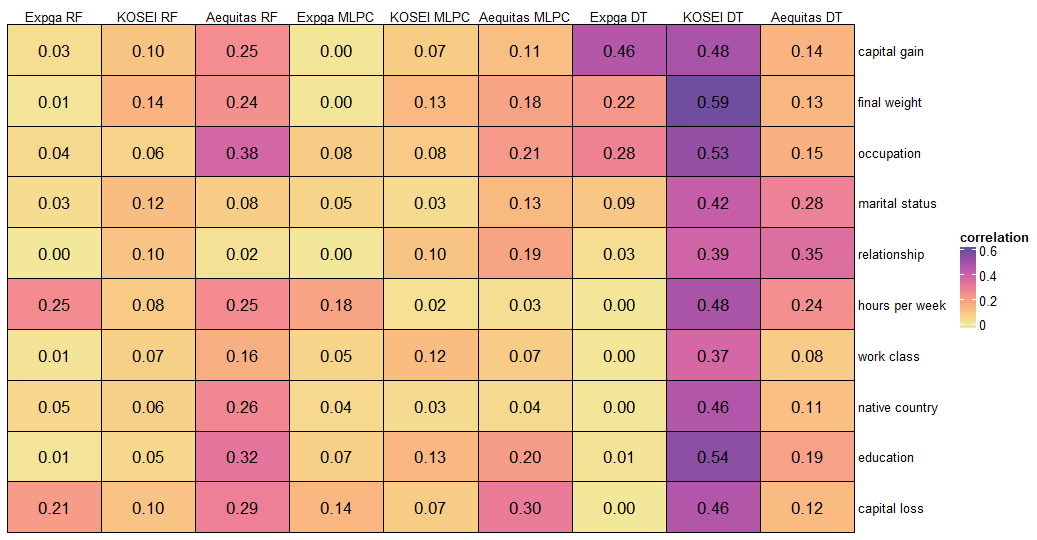 Expga RF KOSEI RF Aequitas RF Expga MLPC KOSEI MLPC Aequitas MLPC Expga DT KOSEI DT Aequitas DT
0.03 0.10 0.25 0.00 0.07 0.11 0.46 0.48 0.14 capital gain
0.01 0.14 0.24 0.00 0.13 0.18 0.22 0.59 0.13 final weight
0.04 0.06 0.38 0.08 0.08 0.21 0.28 0.53 0.15 occupation
0.03 0.12 0.08 0.05 0.03 0.13 0.09 0.42 0.28 marital status
0.00 0.10 0.02 0.00 0.10 0.19 0.03 0.39 0.35 relationship
0.25 0.08 0.25 0.18 0.02 0.03 0.00 0.48 0.24 hours per week
0.01 0.07 0.16 0.05 0.12 0.07 0.00 0.37 0.08 work class
0.05 0.06 0.26 0.04 0.03 0.04 0.00 0.46 0.11 native country
0.01 0.05 0.32 0.07 0.13 0.20 0.01 0.54 0.19 education
0.21 0.10 0.29 0.14 0.07 0.30 0.00 0.46 0.12 capital loss
correlation
0.6
0.4
0.2
0